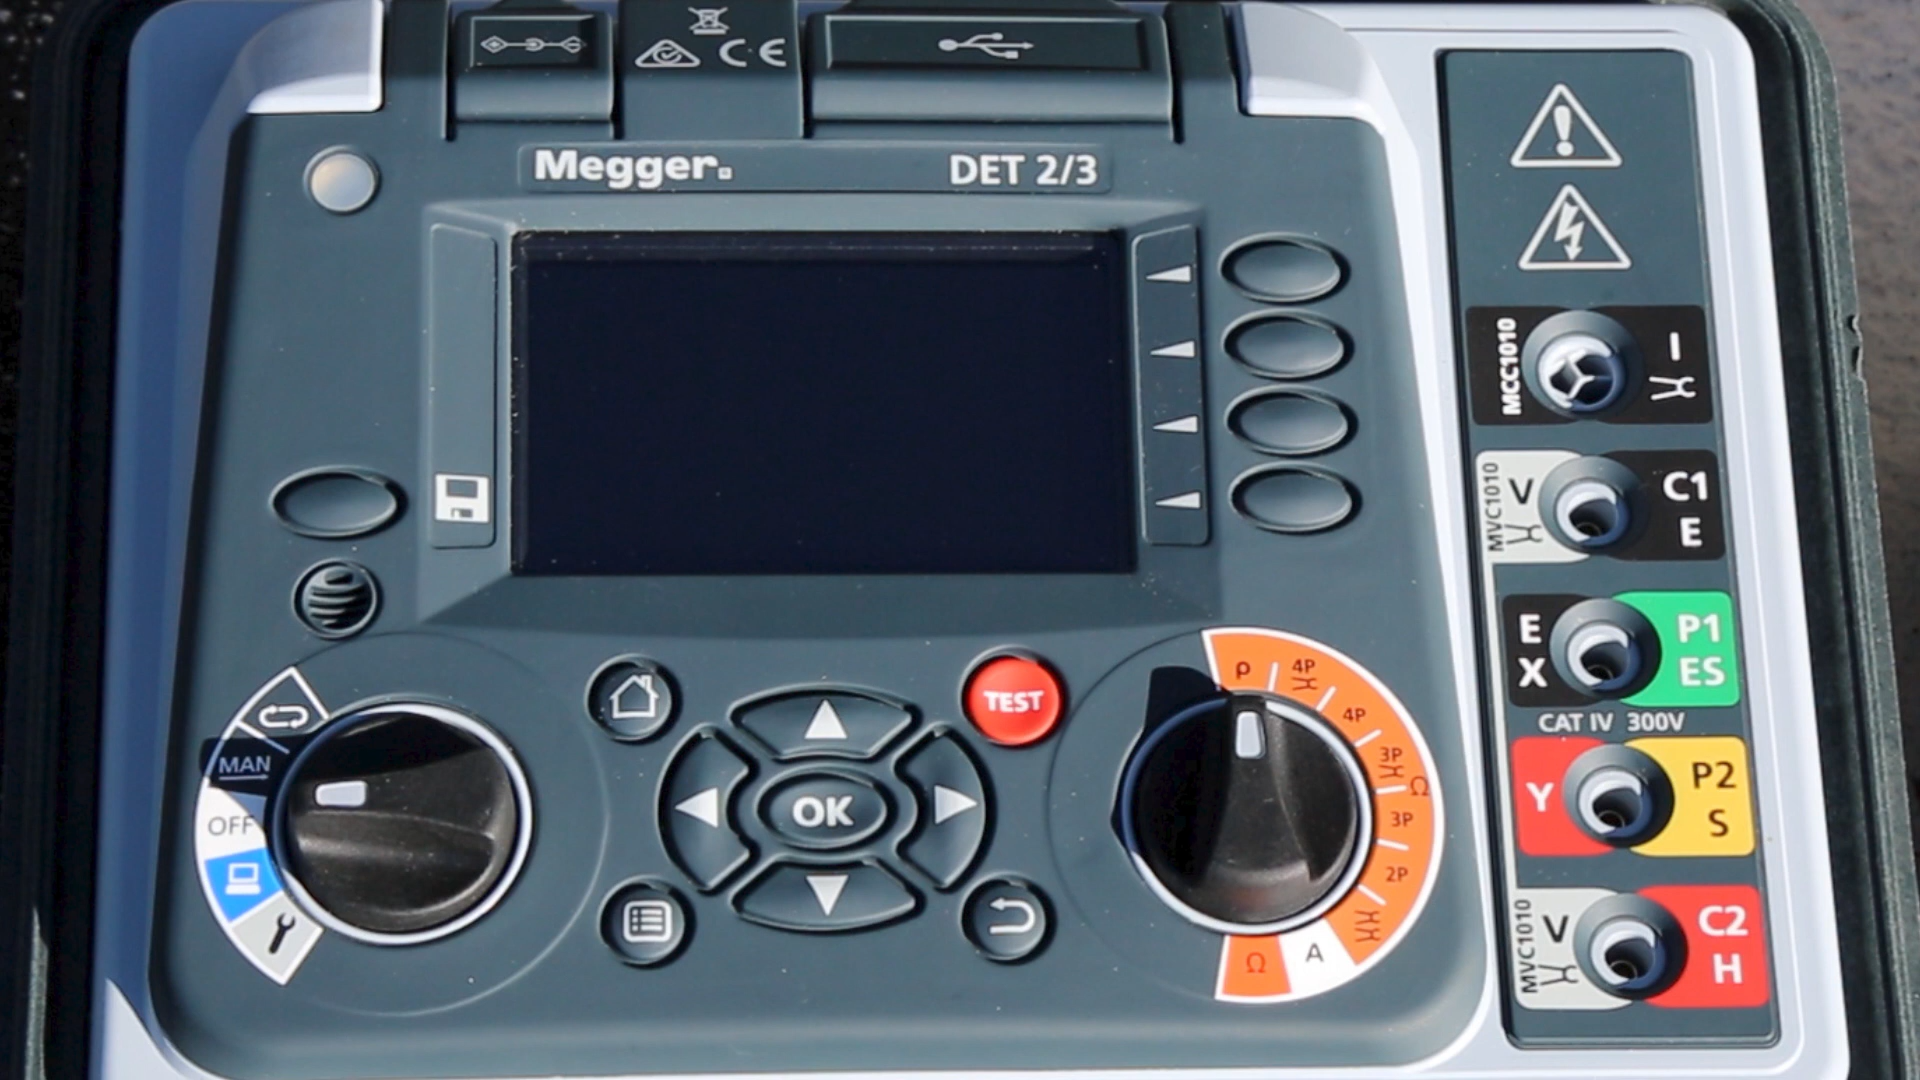 CE
Megger. DET 2/3
MCC1010 I
MVC1010 V C1
E
E P1
X ES
CAT IV 300V
Y P2
S
MVC1010 V C2
H
TEST
OK
MAN
OFF
ρ
4P
4P
3P
Ω
3P
2P
A
Ω